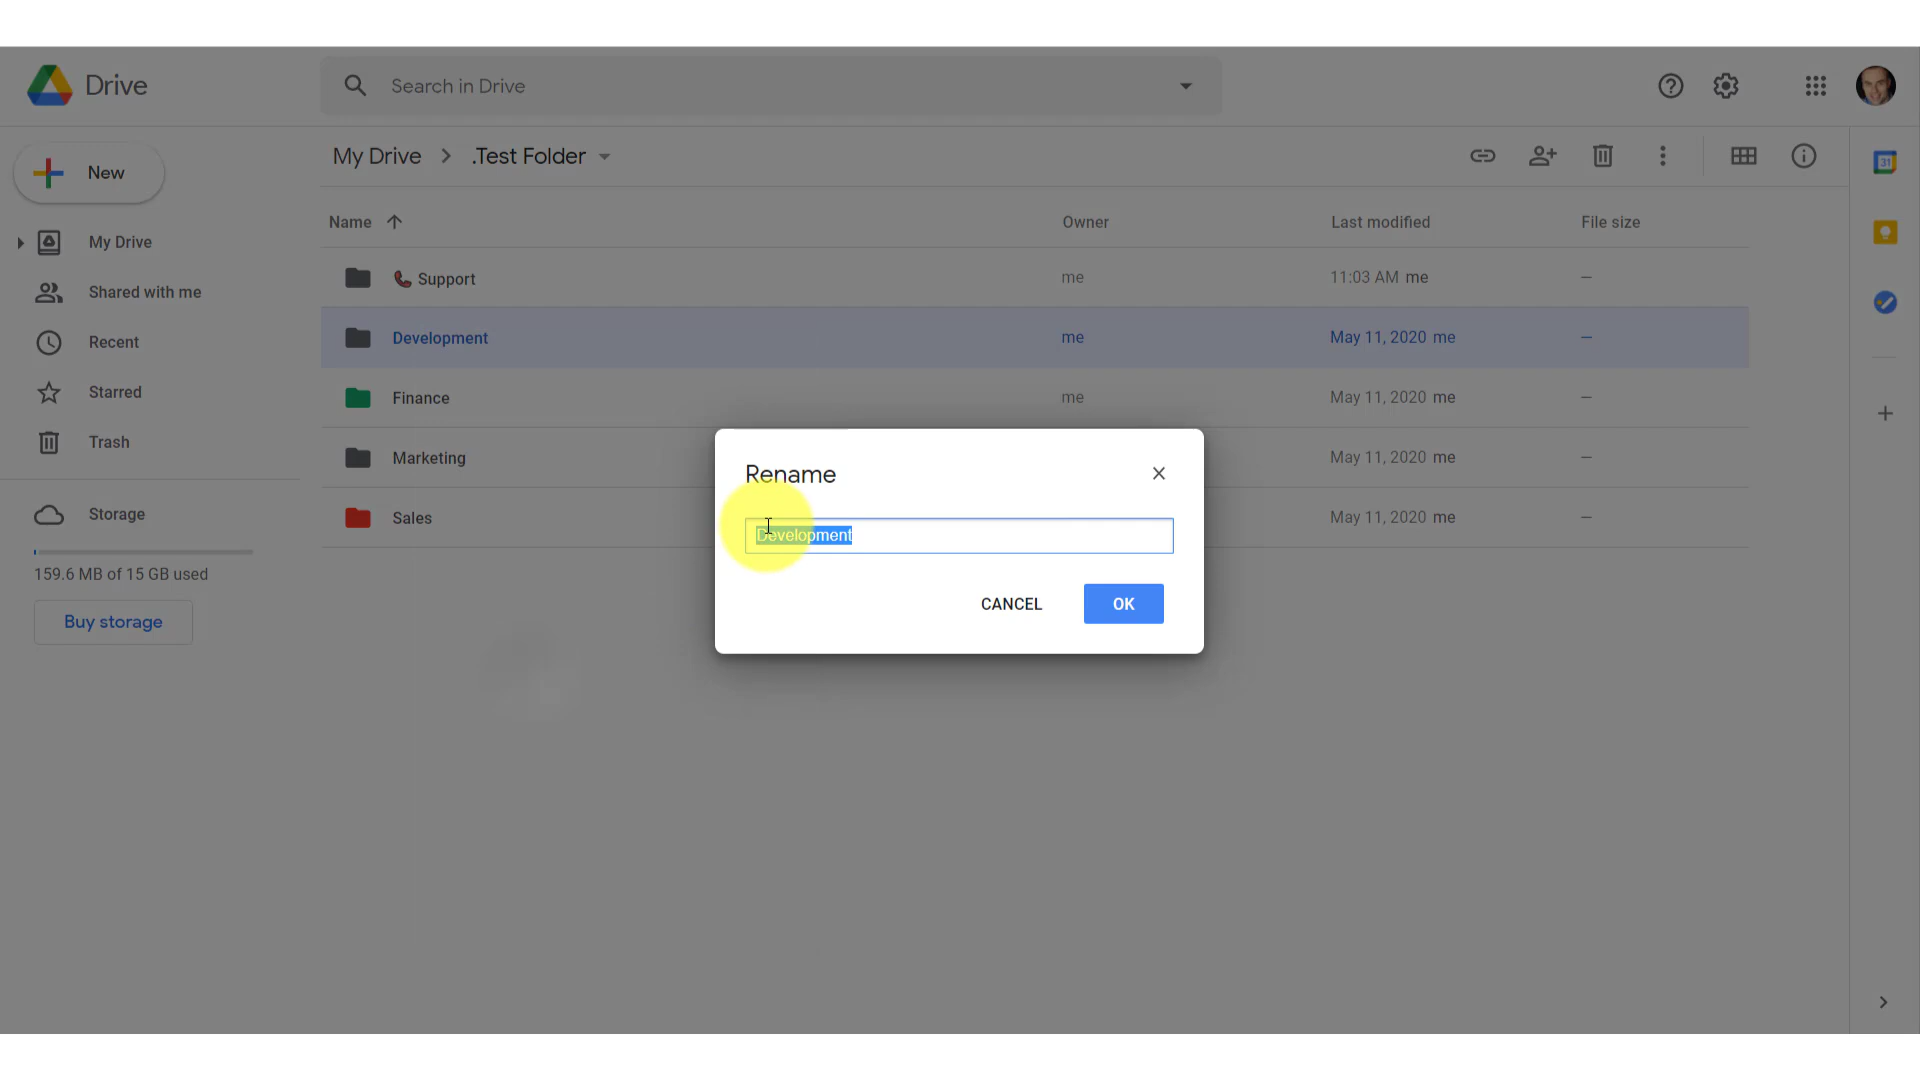 Drive
Search in Drive
New
My Drive
Shared with me
Recent
Starred
Trash
Storage
159.6 MB of 15 GB used
Buy storage
My Drive > .Test Folder
Name Owner Last modified File size
Support me 11:03 AM me —
Development me May 11, 2020 me —
Finance me May 11, 2020 me —
Marketing May 11, 2020 me —
Sales May 11, 2020 me —
Rename
Development
CANCEL OK
31